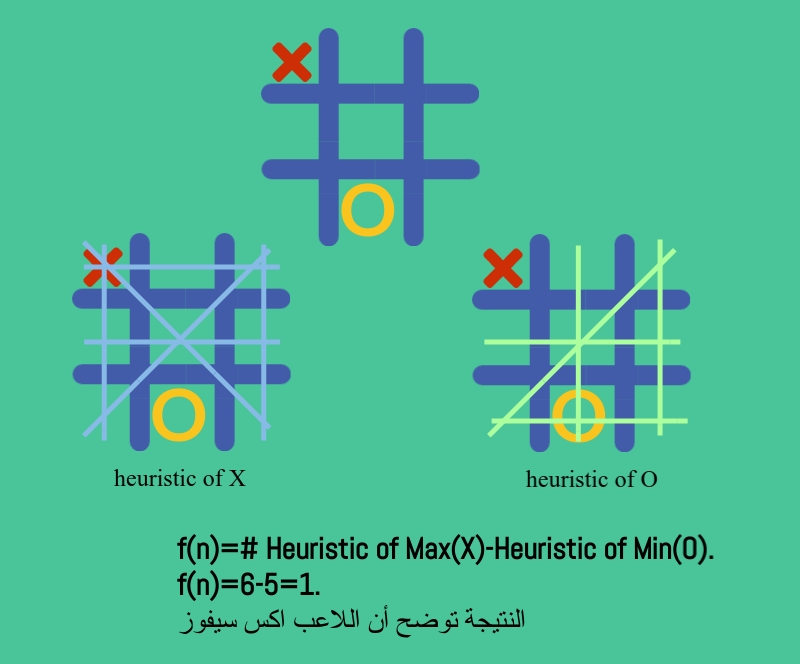 heuristic of X
heuristic of O
f(n)=# Heuristic of Max(X)-Heuristic of Min(O).
f(n)=6-5=1.
النتيجة توضح أن اللاعب اكس سيفوز